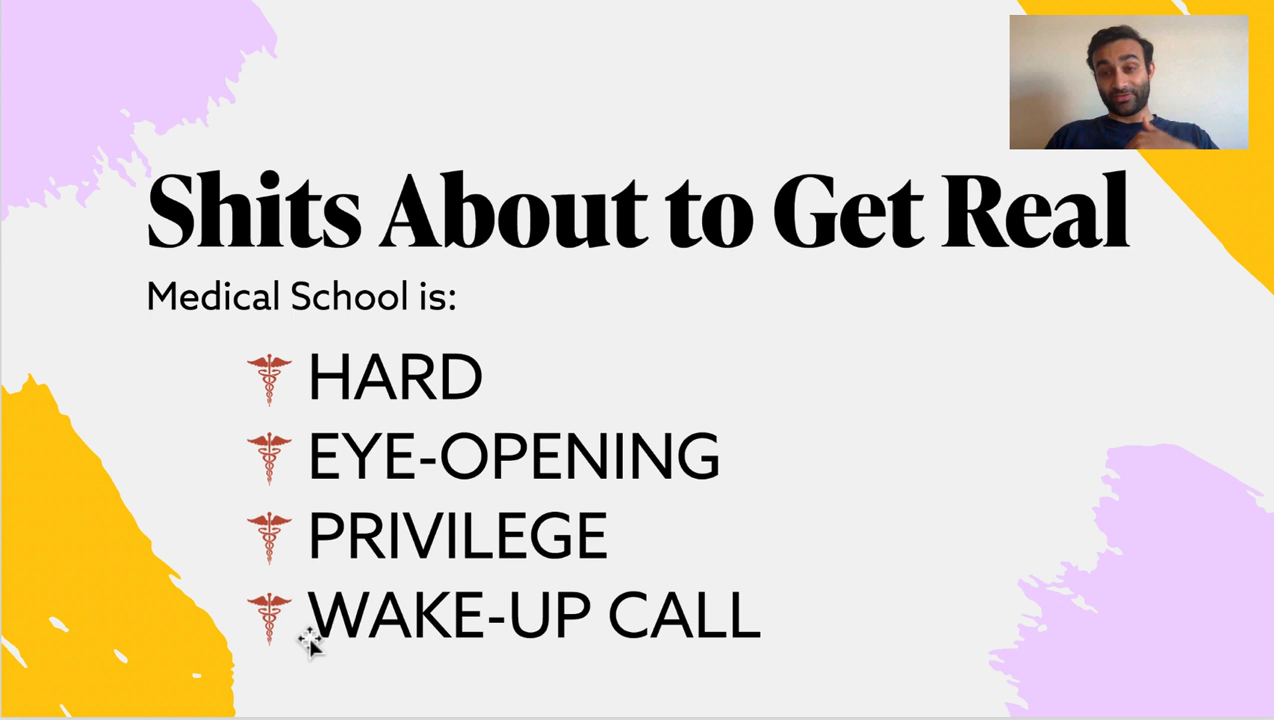 Shits About to Get Real
Medical School is:
HARD
EYE-OPENING
PRIVILEGE
WAKE-UP CALL